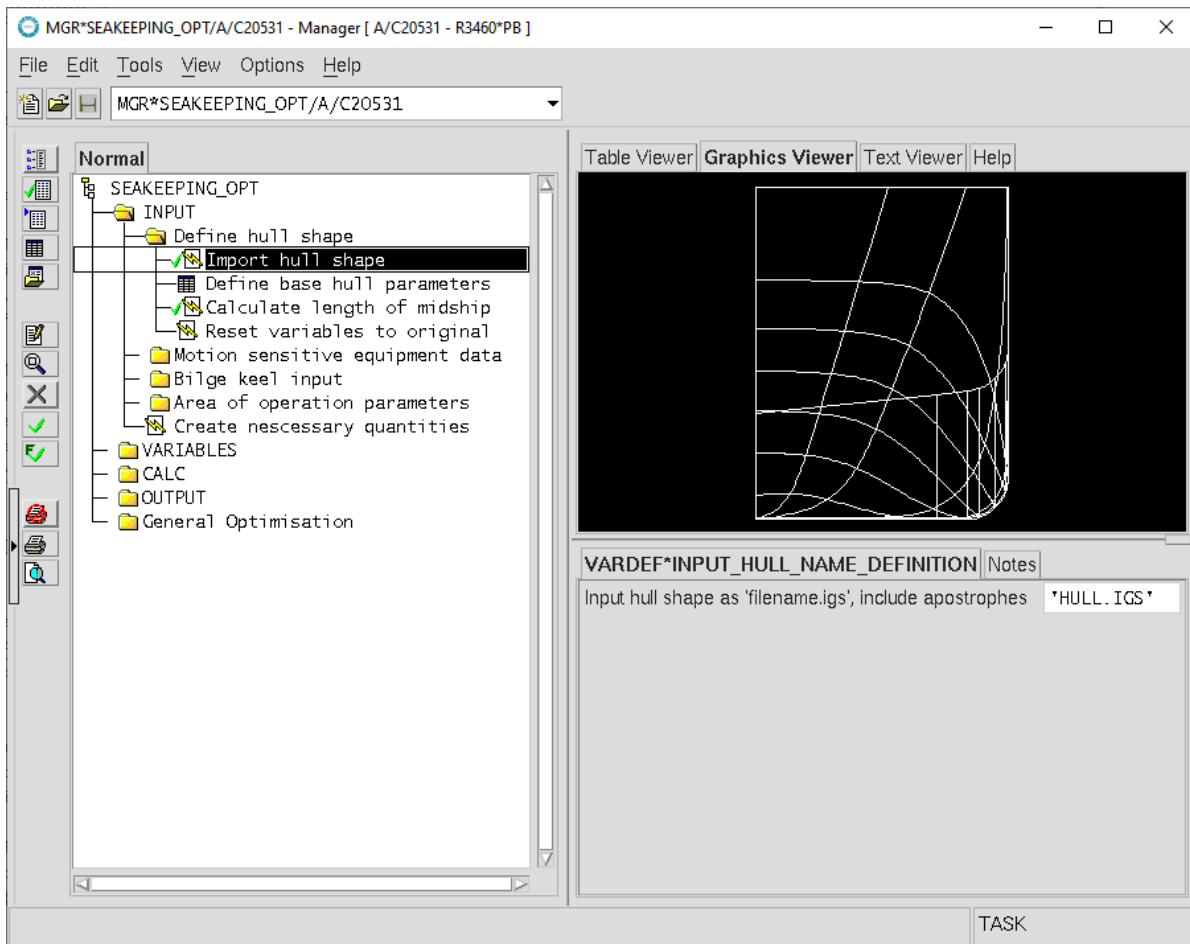 MGR*SEAKEEPING_OPT/A/C20531 - Manager [ A/C20531 - R3460*PB ]
File Edit Tools View Options Help
MGR*SEAKEEPING_OPT/A/C20531
Normal
SEAKEEPING_OPT
INPUT
Define hull shape
Import hull shape
Define base hull parameters
Calculate length of midship
Reset variables to original
Motion sensitive equipment data
Bilge keel input
Area of operation parameters
Create nescessary quantities
VARIABLES
CALC
OUTPUT
General Optimisation
Table Viewer Graphics Viewer Text Viewer Help
VARDEF*INPUT_HULL_NAME_DEFINITION Notes
Input hull shape as 'filename.igs', include apostrophes 'HULL.IGS'
TASK